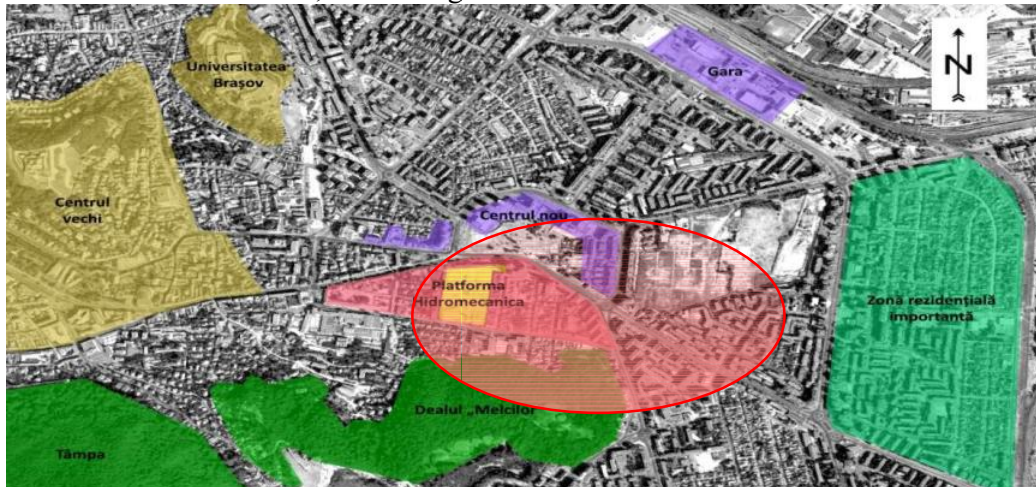 Universitatea
Brașov
Gara
N
Centrul
vechi
Centrul nou
Platforma
Hidromecanica
Zonă rezidențială
importantă
Dealul „Melcilor
Tâmpa